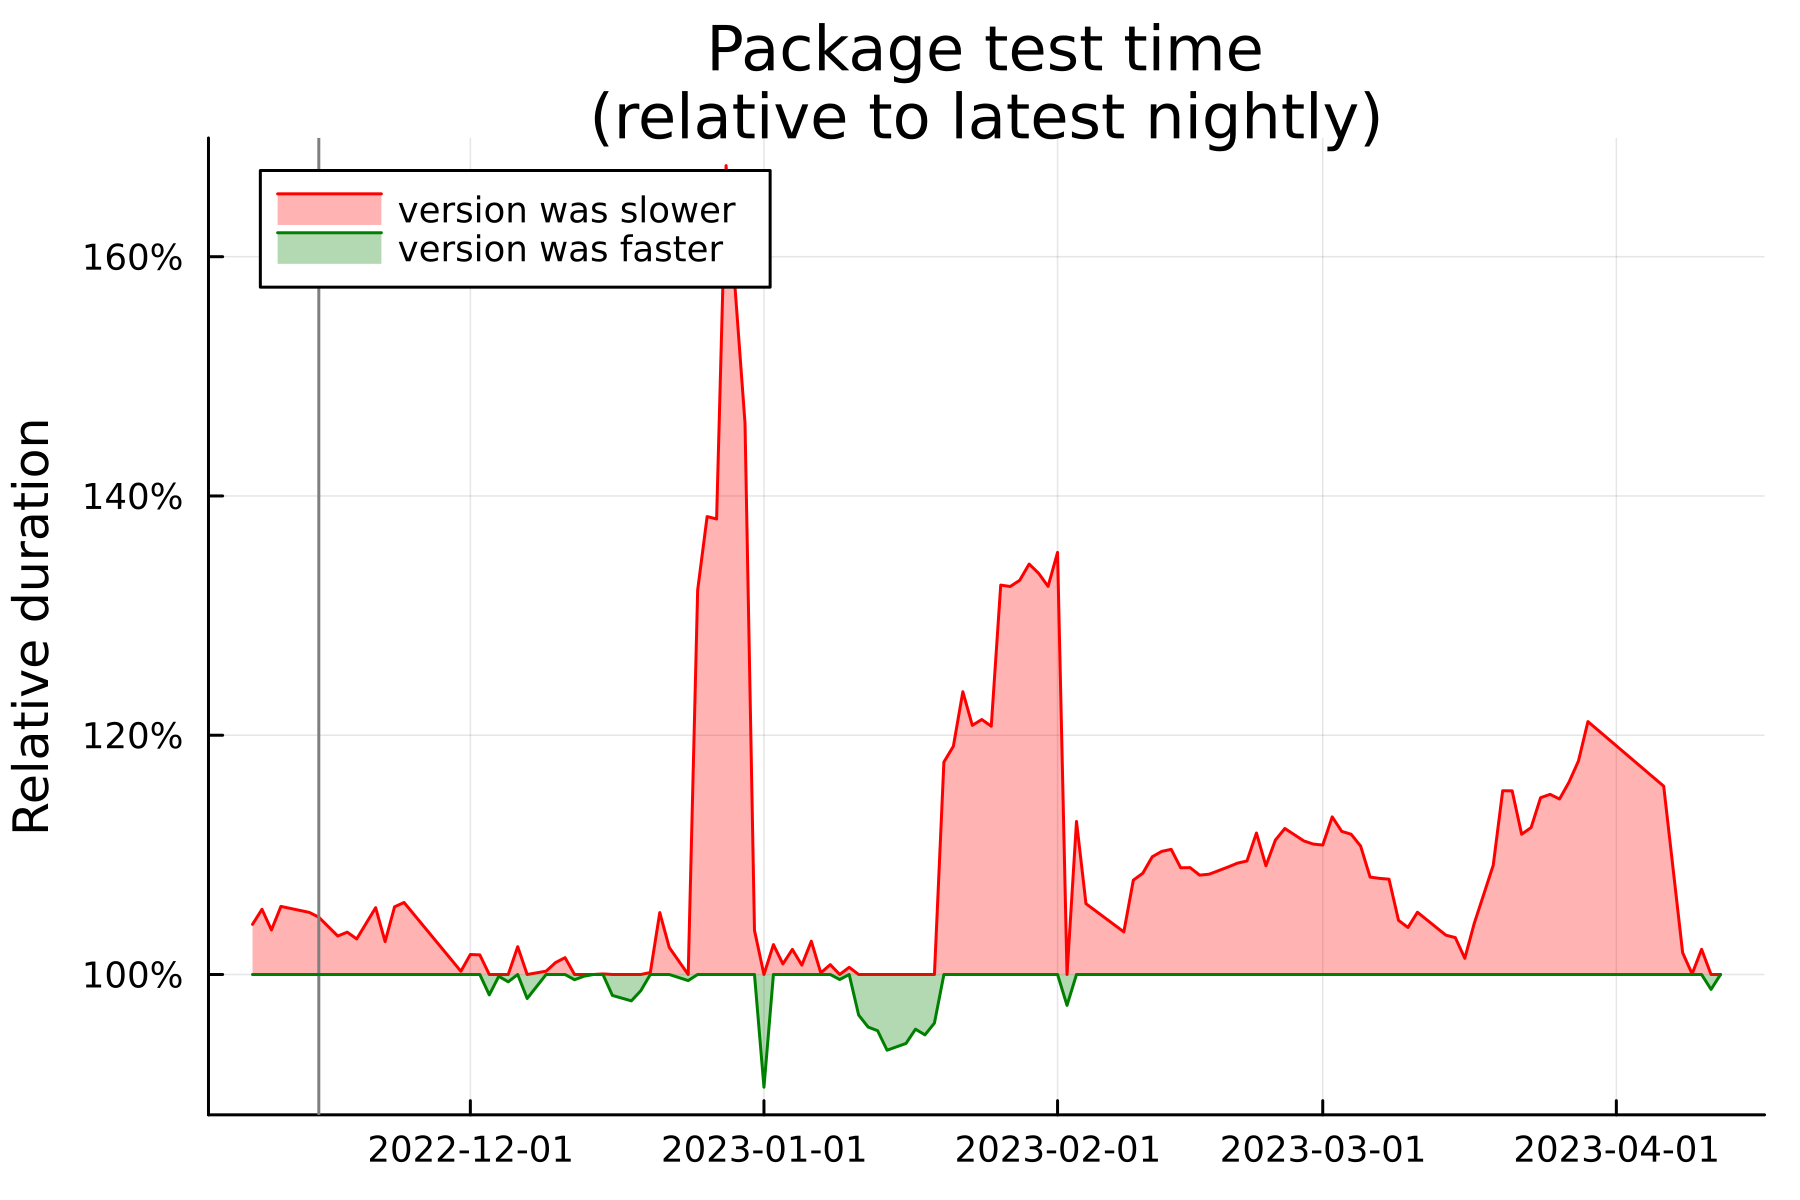 Package test time
(relative to latest nightly)
version was slower
version was faster
160%
140%
120%
100%
Relative duration
2022-12-01
2023-01-01
2023-02-01
2023-03-01
2023-04-01